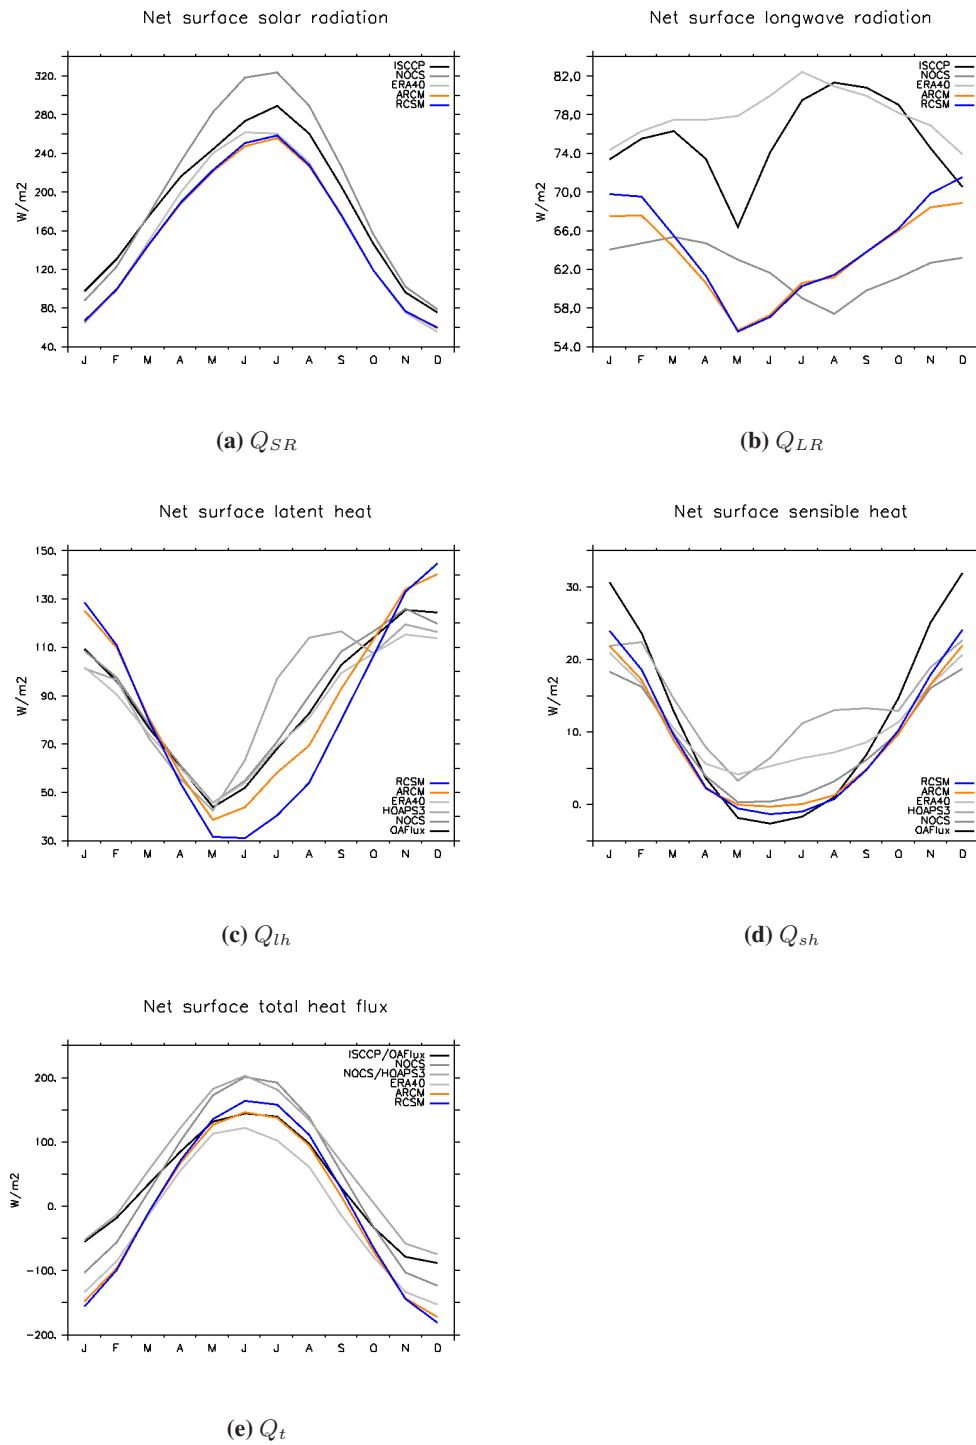 Net surface solar radiation
W/m2
320.
280.
240.
200.
160.
120.
80.
40.
J F M A M J J A S O N D
ISCCP
NOCS
ERA40
ARCM
RCSM
(a) Q_SR
Net surface longwave radiation
W/m2
82.0
78.0
74.0
70.0
66.0
62.0
58.0
54.0
J F M A M J J A S O N D
ISCCP
NOCS
ERA40
ARCM
RCSM
(b) Q_LR
Net surface latent heat
W/m2
150.
130.
110.
90.
70.
50.
30.
J F M A M J J A S O N D
RCSM
ARCM
ERA40
HOAPS3
NOCS
OAFlux
(c) Q_lh
Net surface sensible heat
W/m2
30.
20.
10.
0.
J F M A M J J A S O N D
RCSM
ARCM
ERA40
HOAPS3
NOCS
OAFlux
(d) Q_sh
Net surface total heat flux
W/m2
200.
100.
0.
-100.
-200.
J F M A M J J A S O N D
ISCCP/OAFlux
NOCS
NOCS/HOAPS3
ERA40
ARCM
RCSM
(e) Q_t